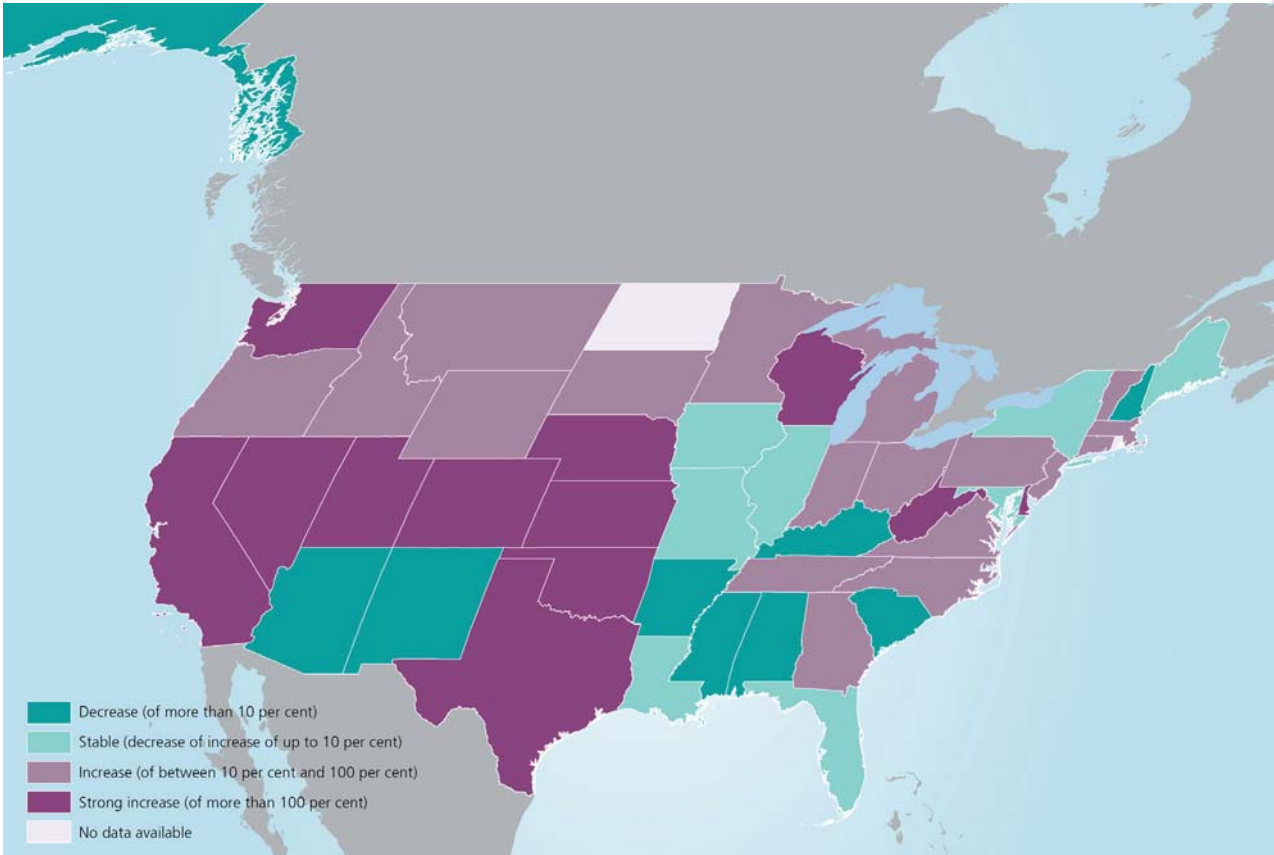 Decrease (of more than 10 per cent)
Stable (decrease of increase of up to 10 per cent)
Increase (of between 10 per cent and 100 per cent)
Strong increase (of more than 100 per cent)
No data available